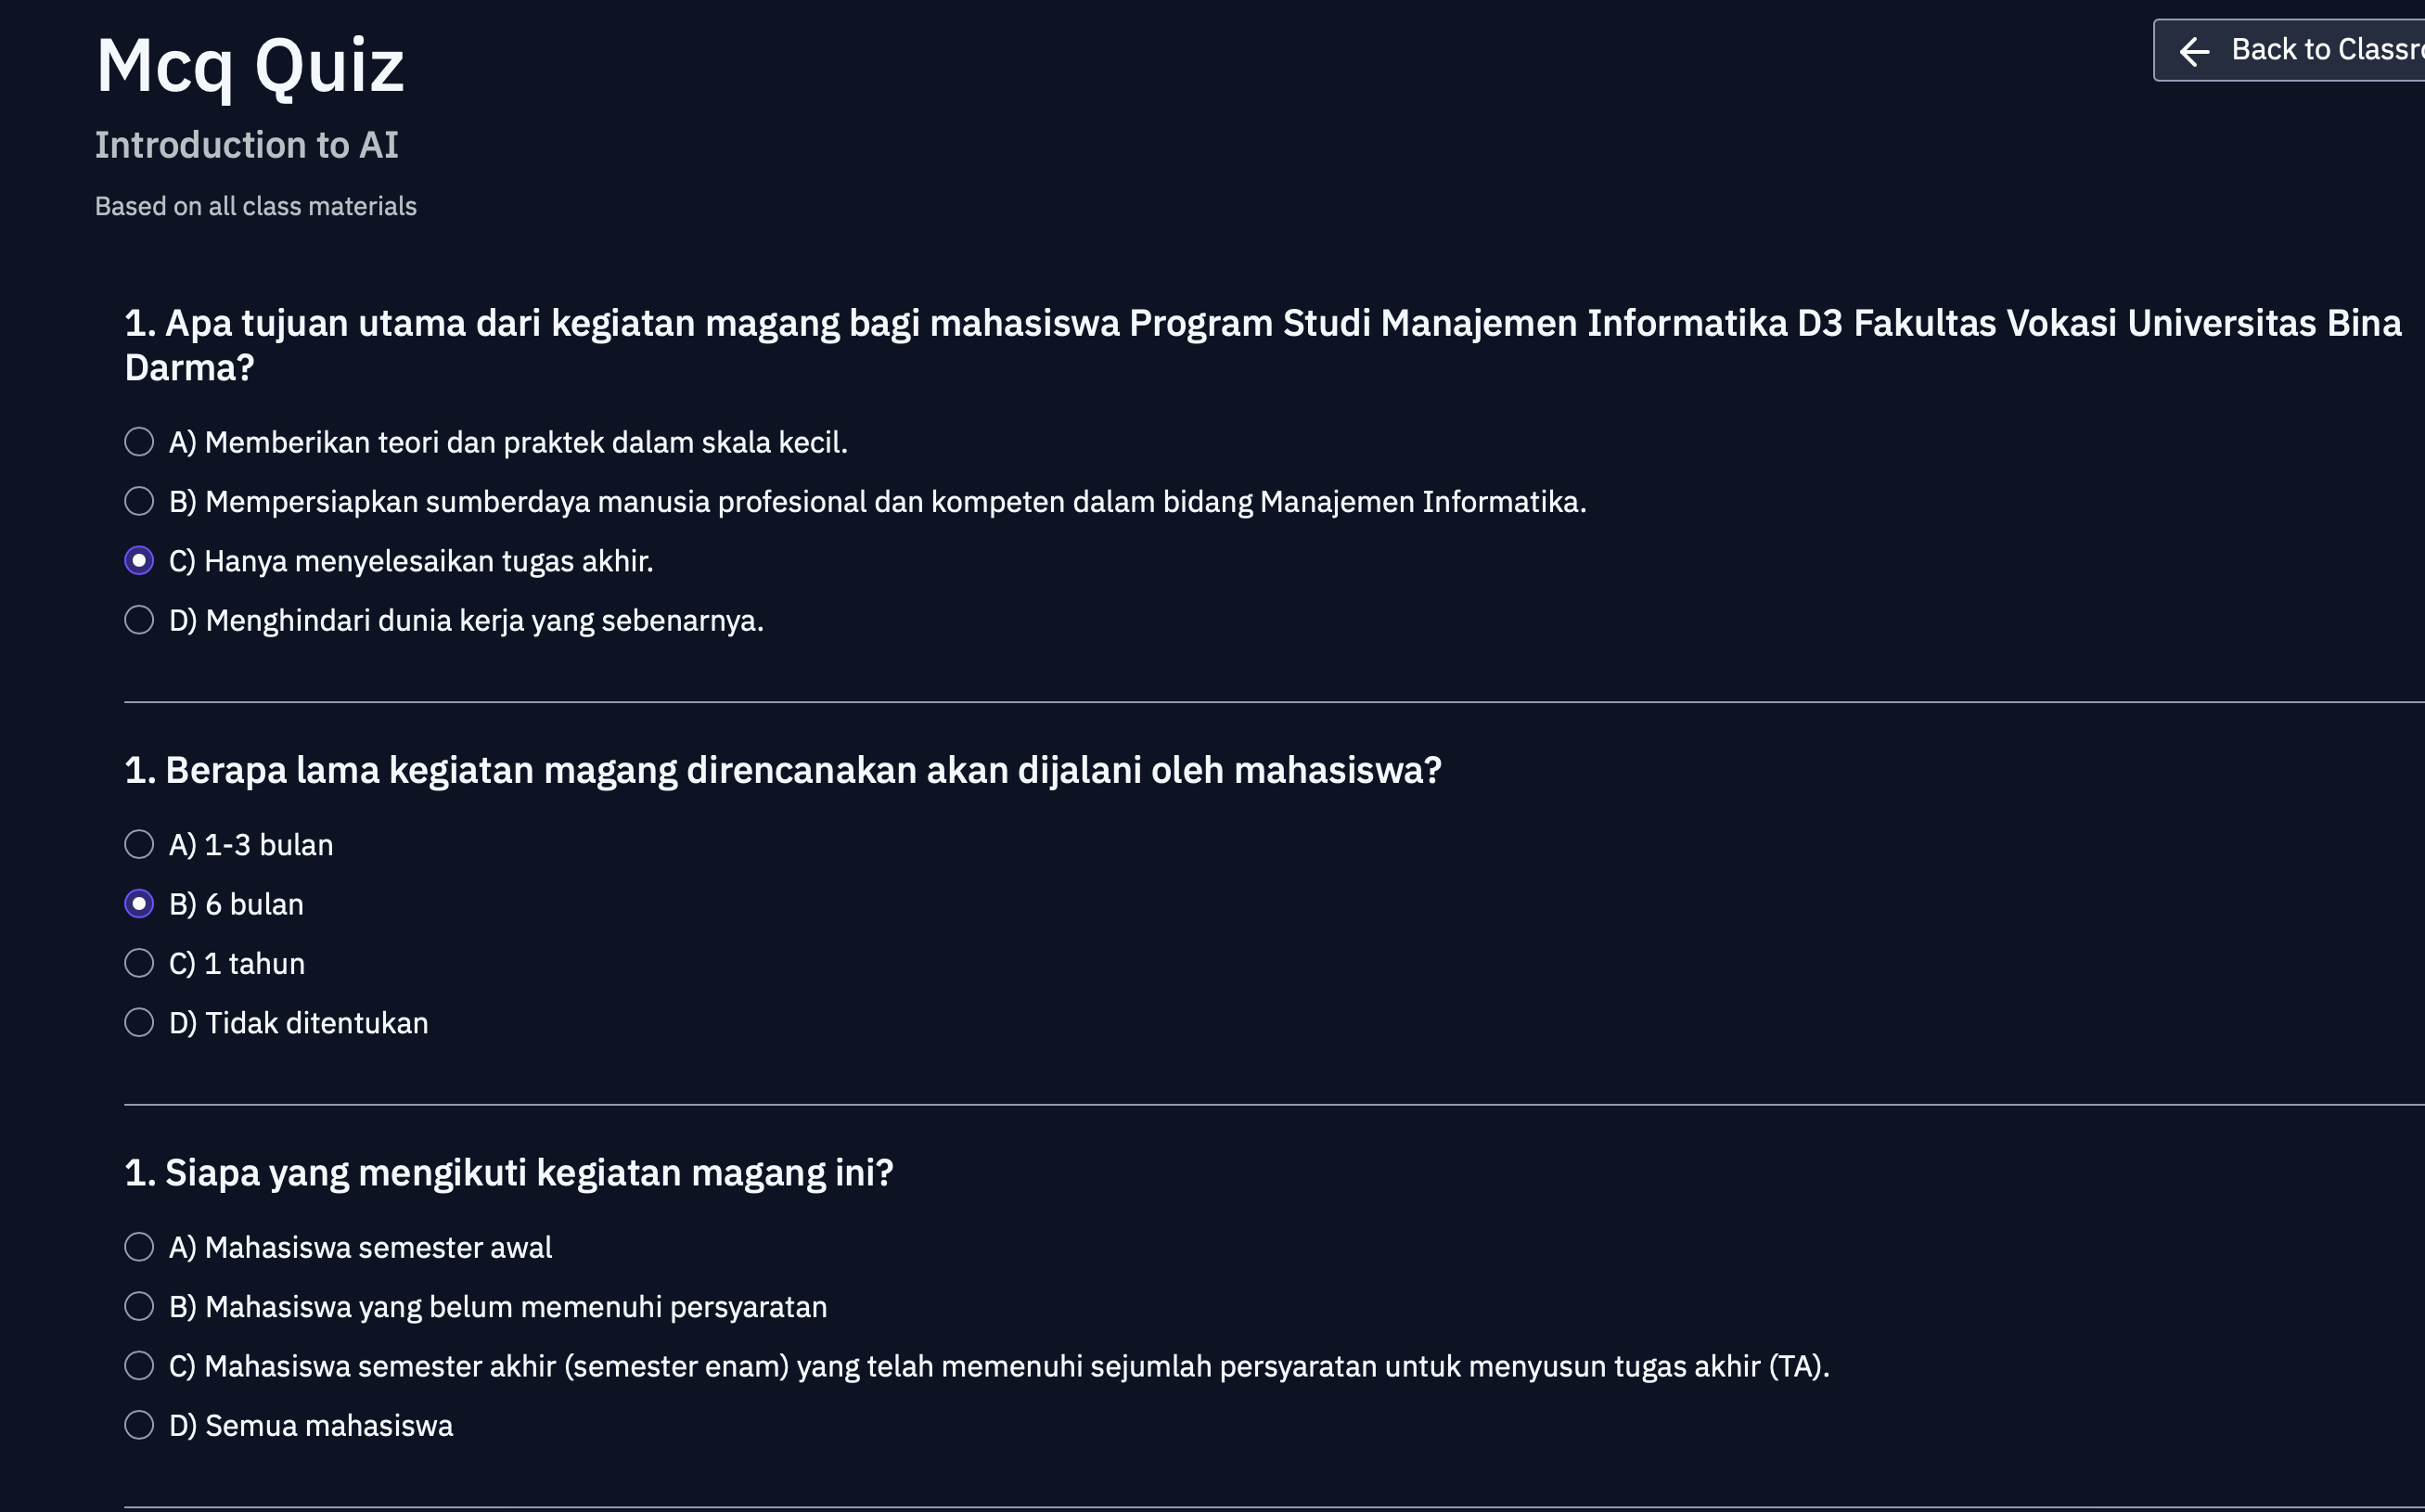 Mcq Quiz
Back to Classro
Introduction to AI
Based on all class materials
1. Apa tujuan utama dari kegiatan magang bagi mahasiswa Program Studi Manajemen Informatika D3 Fakultas Vokasi Universitas Bina
Darma?
A) Memberikan teori dan praktek dalam skala kecil.
B) Mempersiapkan sumberdaya manusia profesional dan kompeten dalam bidang Manajemen Informatika.
C) Hanya menyelesaikan tugas akhir.
D) Menghindari dunia kerja yang sebenarnya.
1. Berapa lama kegiatan magang direncanakan akan dijalani oleh mahasiswa?
A) 1-3 bulan
B) 6 bulan
C) 1 tahun
D) Tidak ditentukan
1. Siapa yang mengikuti kegiatan magang ini?
A) Mahasiswa semester awal
B) Mahasiswa yang belum memenuhi persyaratan
C) Mahasiswa semester akhir (semester enam) yang telah memenuhi sejumlah persyaratan untuk menyusun tugas akhir (TA).
D) Semua mahasiswa